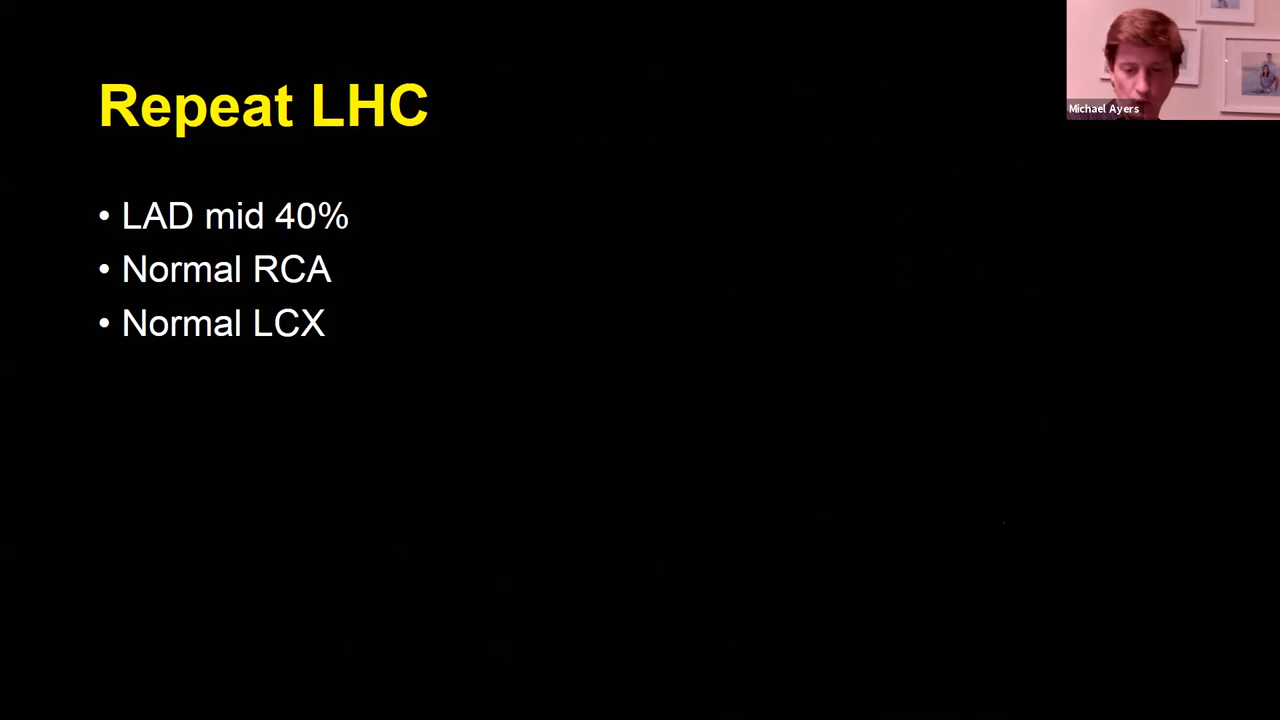 Repeat LHC
• LAD mid 40%
• Normal RCA
• Normal LCX
Michael Ayers